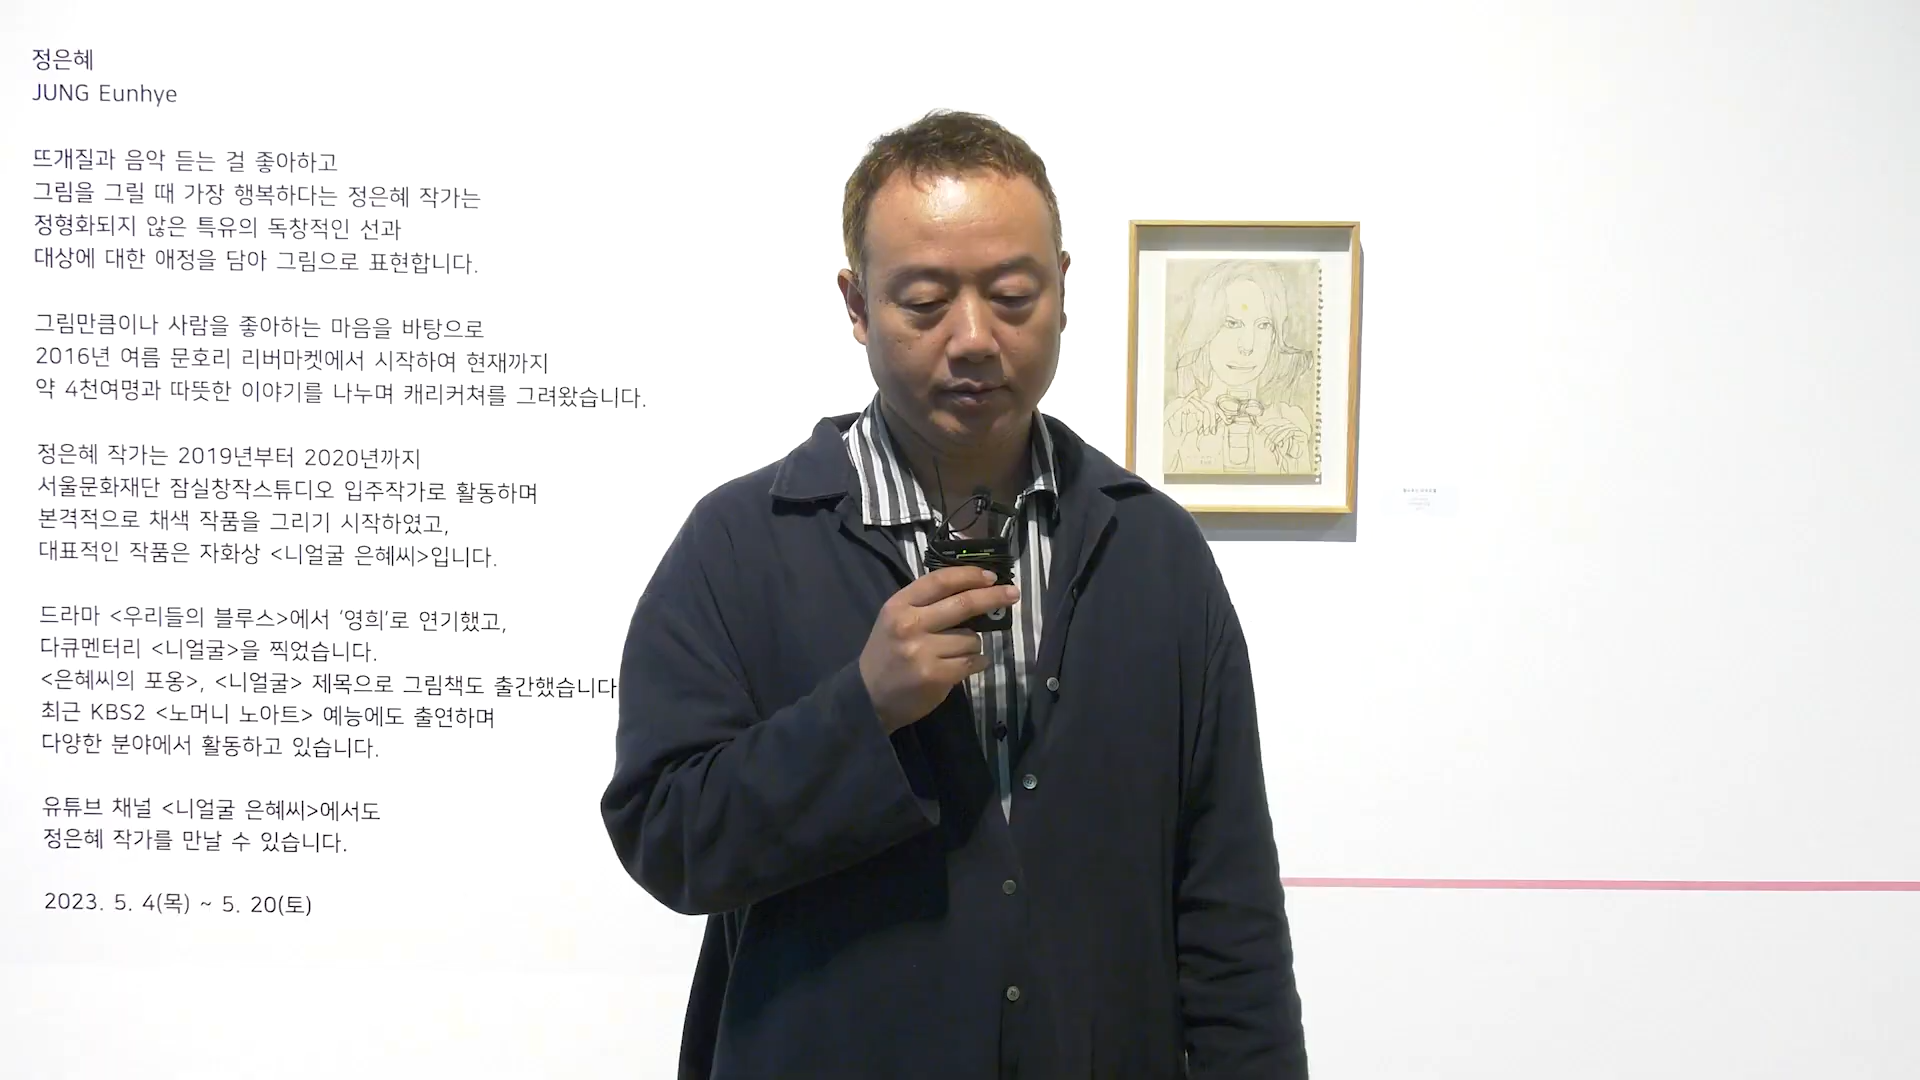 정은혜
JUNG Eunhye
뜨개질과 음악 듣는 걸 좋아하고
그림을 그릴 때 가장 행복하다는 정은혜 작가는
정형화되지 않은 특유의 독창적인 선과
대상에 대한 애정을 담아 그림으로 표현합니다.
그림만큼이나 사람을 좋아하는 마음을 바탕으로
2016년 여름 문호리 리버마켓에서 시작하여 현재까지
약 4천여명과 따뜻한 이야기를 나누며 캐리커쳐를 그려왔습니다.
정은혜 작가는 2019년부터 2020년까지
서울문화재단 잠실창작스튜디오 입주작가로 활동하며
본격적으로 채색 작품을 그리기 시작하였고,
대표적인 작품은 자화상 <니얼굴 은혜씨>입니다.
드라마 <우리들의 블루스>에서 ‘영희’로 연기했고,
다큐멘터리 <니얼굴>을 찍었습니다.
<은혜씨의 포옹>, <니얼굴> 제목으로 그림책도 출간했습니다
최근 KBS2 <노머니 노아트> 예능에도 출연하며
다양한 분야에서 활동하고 있습니다.
유튜브 채널 <니얼굴 은혜씨>에서도
정은혜 작가를 만날 수 있습니다.
2023. 5. 4(목) ~ 5. 20(토)
2